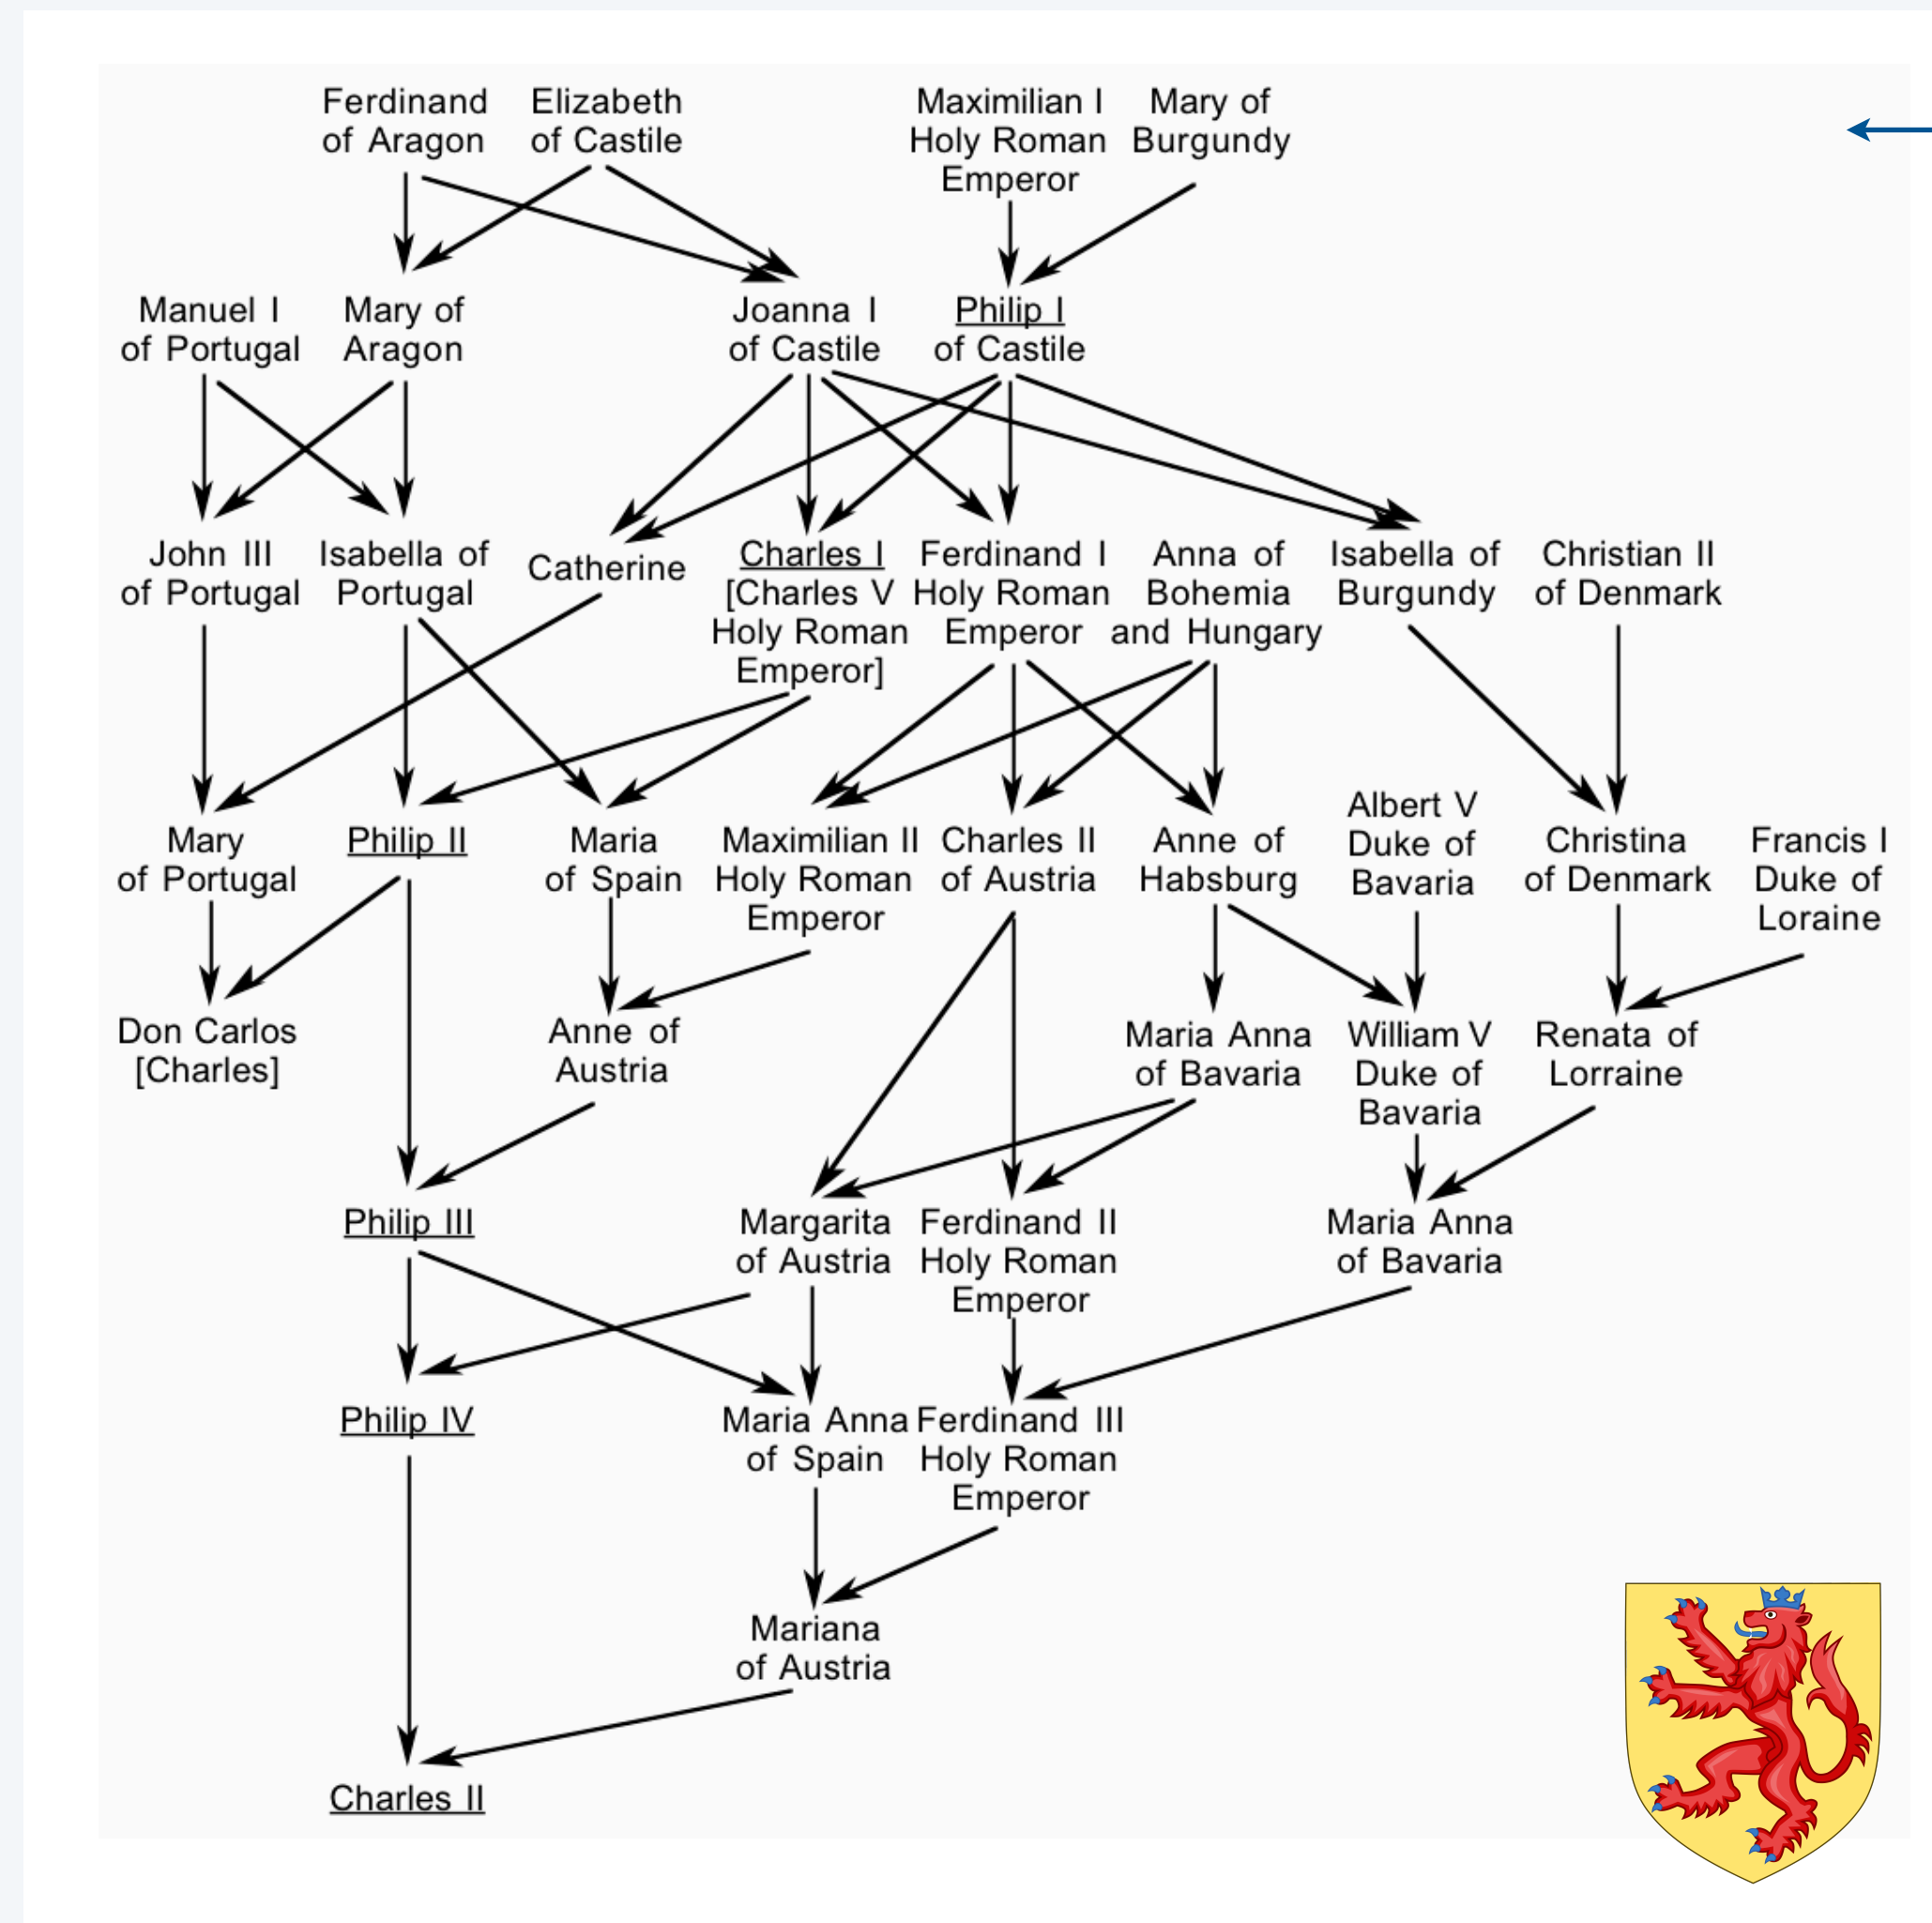 Ferdinand
of Aragon
Elizabeth
of Castile
Maximilian I
Holy Roman
Emperor
Mary of
Burgundy
Manuel I
of Portugal
Mary of
Aragon
Joanna I
of Castile
Philip I
of Castile
John III
of Portugal
Isabella of
Portugal
Catherine
Charles I
[Charles V
Holy Roman
Emperor]
Ferdinand I
Holy Roman
Emperor
Anna of
Bohemia
and Hungary
Isabella of
Burgundy
Christian II
of Denmark
Mary
of Portugal
Philip II
Maria
of Spain
Maximilian II
Holy Roman
Emperor
Charles II
of Austria
Anne of
Habsburg
Albert V
Duke of
Bavaria
Christina
of Denmark
Francis I
Duke of
Loraine
Don Carlos
[Charles]
Anne of
Austria
Maria Anna
of Bavaria
William V
Duke of
Bavaria
Renata of
Lorraine
Philip III
Margarita
of Austria
Ferdinand II
Holy Roman
Emperor
Maria Anna
of Bavaria
Philip IV
Maria Anna
of Spain
Ferdinand III
Holy Roman
Emperor
Mariana
of Austria
Charles II